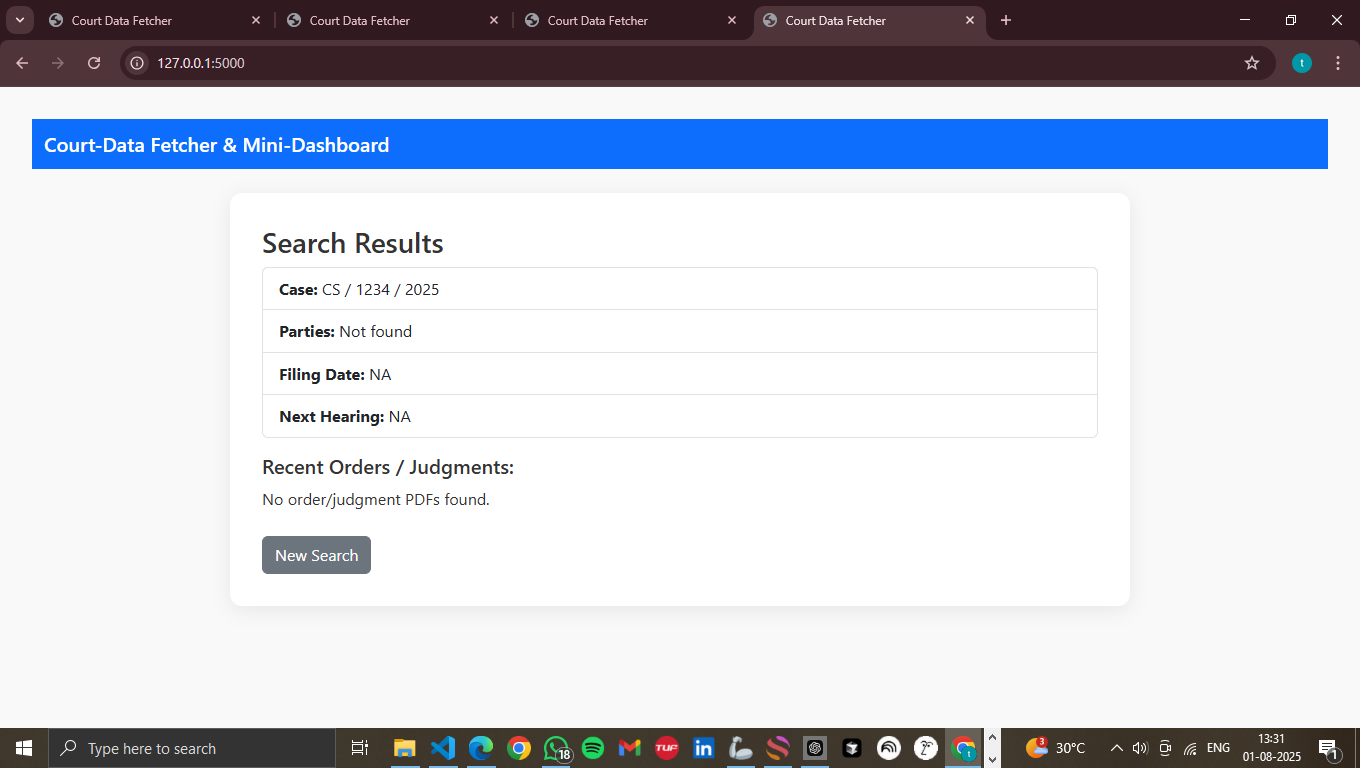 Court Data Fetcher
Court Data Fetcher
Court Data Fetcher
Court Data Fetcher
127.0.0.1:5000
t
Court-Data Fetcher & Mini-Dashboard
Search Results
Case: CS / 1234 / 2025
Parties: Not found
Filing Date: NA
Next Hearing: NA
Recent Orders / Judgments:
No order/judgment PDFs found.
New Search
Type here to search
18
TUF
in
t
3
30°C
ENG
13:31
01-08-2025
1